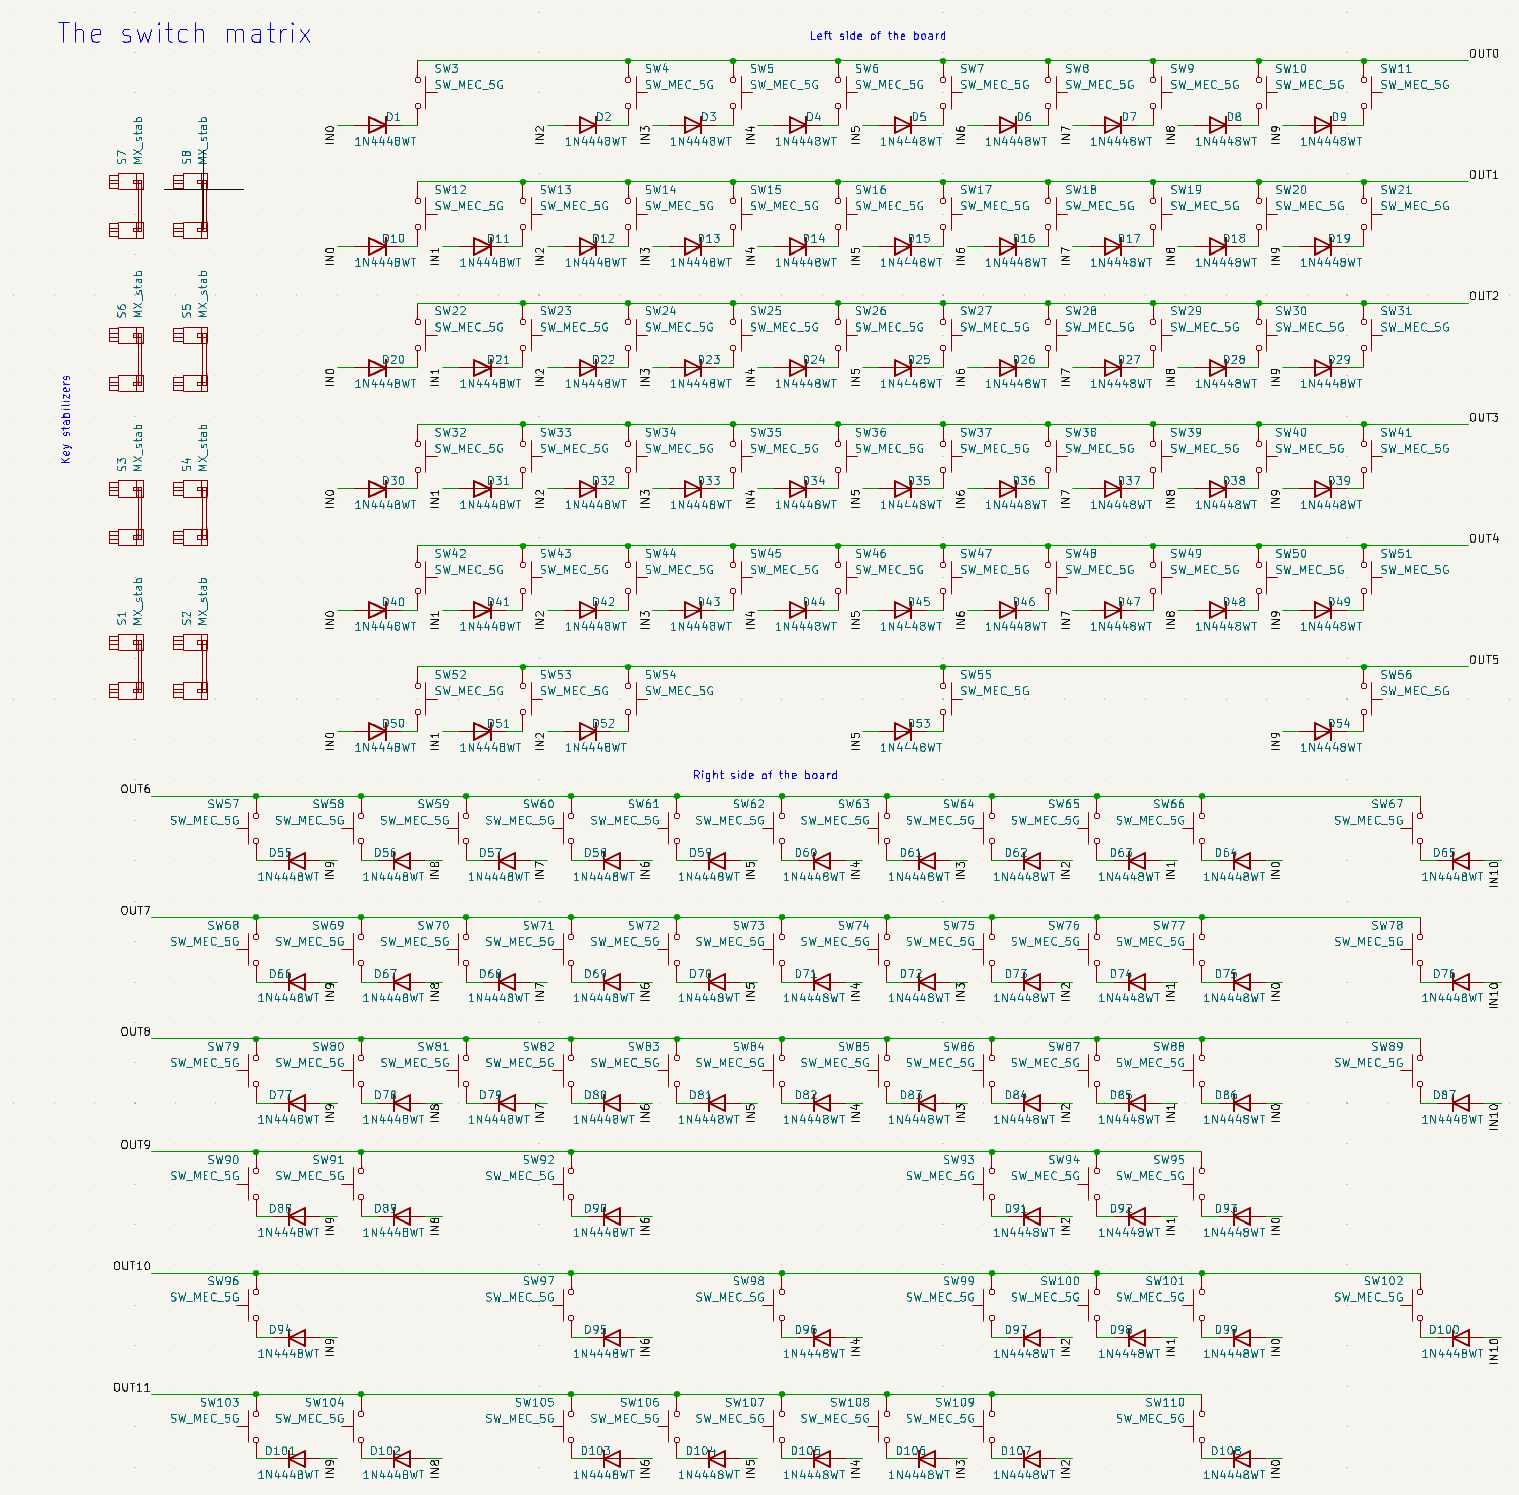 The switch matrix
Left side of the board
OUT0
SW3 SW4 SW5 SW6 SW7 SW8 SW9 SW10 SW11
SW_MEC_5G SW_MEC_5G SW_MEC_5G SW_MEC_5G SW_MEC_5G SW_MEC_5G SW_MEC_5G SW_MEC_5G SW_MEC_5G
D1 D2 D3 D4 D5 D6 D7 D8 D9
IN0 IN2 IN3 IN4 IN5 IN6 IN7 IN8 IN9
1N4448WT 1N4448WT 1N4448WT 1N4448WT 1N4448WT 1N4448WT 1N4448WT 1N4448WT 1N4448WT
S7 MX_stab S8 MX_stab
OUT1
SW12 SW13 SW14 SW15 SW16 SW17 SW18 SW19 SW20 SW21
SW_MEC_5G SW_MEC_5G SW_MEC_5G SW_MEC_5G SW_MEC_5G SW_MEC_5G SW_MEC_5G SW_MEC_5G SW_MEC_5G SW_MEC_5G
D10 D11 D12 D13 D14 D15 D16 D17 D18 D19
IN0 IN1 IN2 IN3 IN4 IN5 IN6 IN7 IN8 IN9
1N4448WT 1N4448WT 1N4448WT 1N4448WT 1N4448WT 1N4448WT 1N4448WT 1N4448WT 1N4448WT 1N4448WT
S6 MX_stab S5 MX_stab
OUT2
SW22 SW23 SW24 SW25 SW26 SW27 SW28 SW29 SW30 SW31
SW_MEC_5G SW_MEC_5G SW_MEC_5G SW_MEC_5G SW_MEC_5G SW_MEC_5G SW_MEC_5G SW_MEC_5G SW_MEC_5G SW_MEC_5G
D20 D21 D22 D23 D24 D25 D26 D27 D28 D29
IN0 IN1 IN2 IN3 IN4 IN5 IN6 IN7 IN8 IN9
1N4448WT 1N4448WT 1N4448WT 1N4448WT 1N4448WT 1N4448WT 1N4448WT 1N4448WT 1N4448WT 1N4448WT
Key stabilizers
S3 MX_stab S4 MX_stab
OUT3
SW32 SW33 SW34 SW35 SW36 SW37 SW38 SW39 SW40 SW41
SW_MEC_5G SW_MEC_5G SW_MEC_5G SW_MEC_5G SW_MEC_5G SW_MEC_5G SW_MEC_5G SW_MEC_5G SW_MEC_5G SW_MEC_5G
D30 D31 D32 D33 D34 D35 D36 D37 D38 D39
IN0 IN1 IN2 IN3 IN4 IN5 IN6 IN7 IN8 IN9
1N4448WT 1N4448WT 1N4448WT 1N4448WT 1N4448WT 1N4448WT 1N4448WT 1N4448WT 1N4448WT 1N4448WT
OUT4
SW42 SW43 SW44 SW45 SW46 SW47 SW48 SW49 SW50 SW51
SW_MEC_5G SW_MEC_5G SW_MEC_5G SW_MEC_5G SW_MEC_5G SW_MEC_5G SW_MEC_5G SW_MEC_5G SW_MEC_5G SW_MEC_5G
D40 D41 D42 D43 D44 D45 D46 D47 D48 D49
IN0 IN1 IN2 IN3 IN4 IN5 IN6 IN7 IN8 IN9
1N4448WT 1N4448WT 1N4448WT 1N4448WT 1N4448WT 1N4448WT 1N4448WT 1N4448WT 1N4448WT 1N4448WT
S1 MX_stab S2 MX_stab
OUT5
SW52 SW53 SW54 SW55 SW56
SW_MEC_5G SW_MEC_5G SW_MEC_5G SW_MEC_5G SW_MEC_5G
D50 D51 D52 D53 D54
IN0 IN1 IN2 IN5 IN9
1N4448WT 1N4448WT 1N4448WT 1N4448WT 1N4448WT
Right side of the board
OUT6
SW57 SW58 SW59 SW60 SW61 SW62 SW63 SW64 SW65 SW66 SW67
SW_MEC_5G SW_MEC_5G SW_MEC_5G SW_MEC_5G SW_MEC_5G SW_MEC_5G SW_MEC_5G SW_MEC_5G SW_MEC_5G SW_MEC_5G SW_MEC_5G
D55 D56 D57 D58 D59 D60 D61 D62 D63 D64 D65
IN9 IN8 IN7 IN6 IN5 IN4 IN3 IN2 IN1 IN0 IN10
1N4448WT 1N4448WT 1N4448WT 1N4448WT 1N4448WT 1N4448WT 1N4448WT 1N4448WT 1N4448WT 1N4448WT 1N4448WT
OUT7
SW68 SW69 SW70 SW71 SW72 SW73 SW74 SW75 SW76 SW77 SW78
SW_MEC_5G SW_MEC_5G SW_MEC_5G SW_MEC_5G SW_MEC_5G SW_MEC_5G SW_MEC_5G SW_MEC_5G SW_MEC_5G SW_MEC_5G SW_MEC_5G
D66 D67 D68 D69 D70 D71 D72 D73 D74 D75 D76
IN9 IN8 IN7 IN6 IN5 IN4 IN3 IN2 IN1 IN0 IN10
1N4448WT 1N4448WT 1N4448WT 1N4448WT 1N4448WT 1N4448WT 1N4448WT 1N4448WT 1N4448WT 1N4448WT 1N4448WT
OUT8
SW79 SW80 SW81 SW82 SW83 SW84 SW85 SW86 SW87 SW88 SW89
SW_MEC_5G SW_MEC_5G SW_MEC_5G SW_MEC_5G SW_MEC_5G SW_MEC_5G SW_MEC_5G SW_MEC_5G SW_MEC_5G SW_MEC_5G SW_MEC_5G
D77 D78 D79 D80 D81 D82 D83 D84 D85 D86 D87
IN9 IN8 IN7 IN6 IN5 IN4 IN3 IN2 IN1 IN0 IN10
1N4448WT 1N4448WT 1N4448WT 1N4448WT 1N4448WT 1N4448WT 1N4448WT 1N4448WT 1N4448WT 1N4448WT 1N4448WT
OUT9
SW90 SW91 SW92 SW93 SW94 SW95
SW_MEC_5G SW_MEC_5G SW_MEC_5G SW_MEC_5G SW_MEC_5G SW_MEC_5G
D88 D89 D90 D91 D92 D93
IN9 IN8 IN6 IN2 IN1 IN0
1N4448WT 1N4448WT 1N4448WT 1N4448WT 1N4448WT 1N4448WT
OUT10
SW96 SW97 SW98 SW99 SW100 SW101 SW102
SW_MEC_5G SW_MEC_5G SW_MEC_5G SW_MEC_5G SW_MEC_5G SW_MEC_5G SW_MEC_5G
D94 D95 D96 D97 D98 D99 D100
IN9 IN6 IN4 IN2 IN1 IN0 IN10
1N4448WT 1N4448WT 1N4448WT 1N4448WT 1N4448WT 1N4448WT 1N4448WT
OUT11
SW103 SW104 SW105 SW106 SW107 SW108 SW109 SW110
SW_MEC_5G SW_MEC_5G SW_MEC_5G SW_MEC_5G SW_MEC_5G SW_MEC_5G SW_MEC_5G SW_MEC_5G
D101 D102 D103 D104 D105 D106 D107 D108
IN9 IN8 IN6 IN5 IN4 IN3 IN2 IN0
1N4448WT 1N4448WT 1N4448WT 1N4448WT 1N4448WT 1N4448WT 1N4448WT 1N4448WT